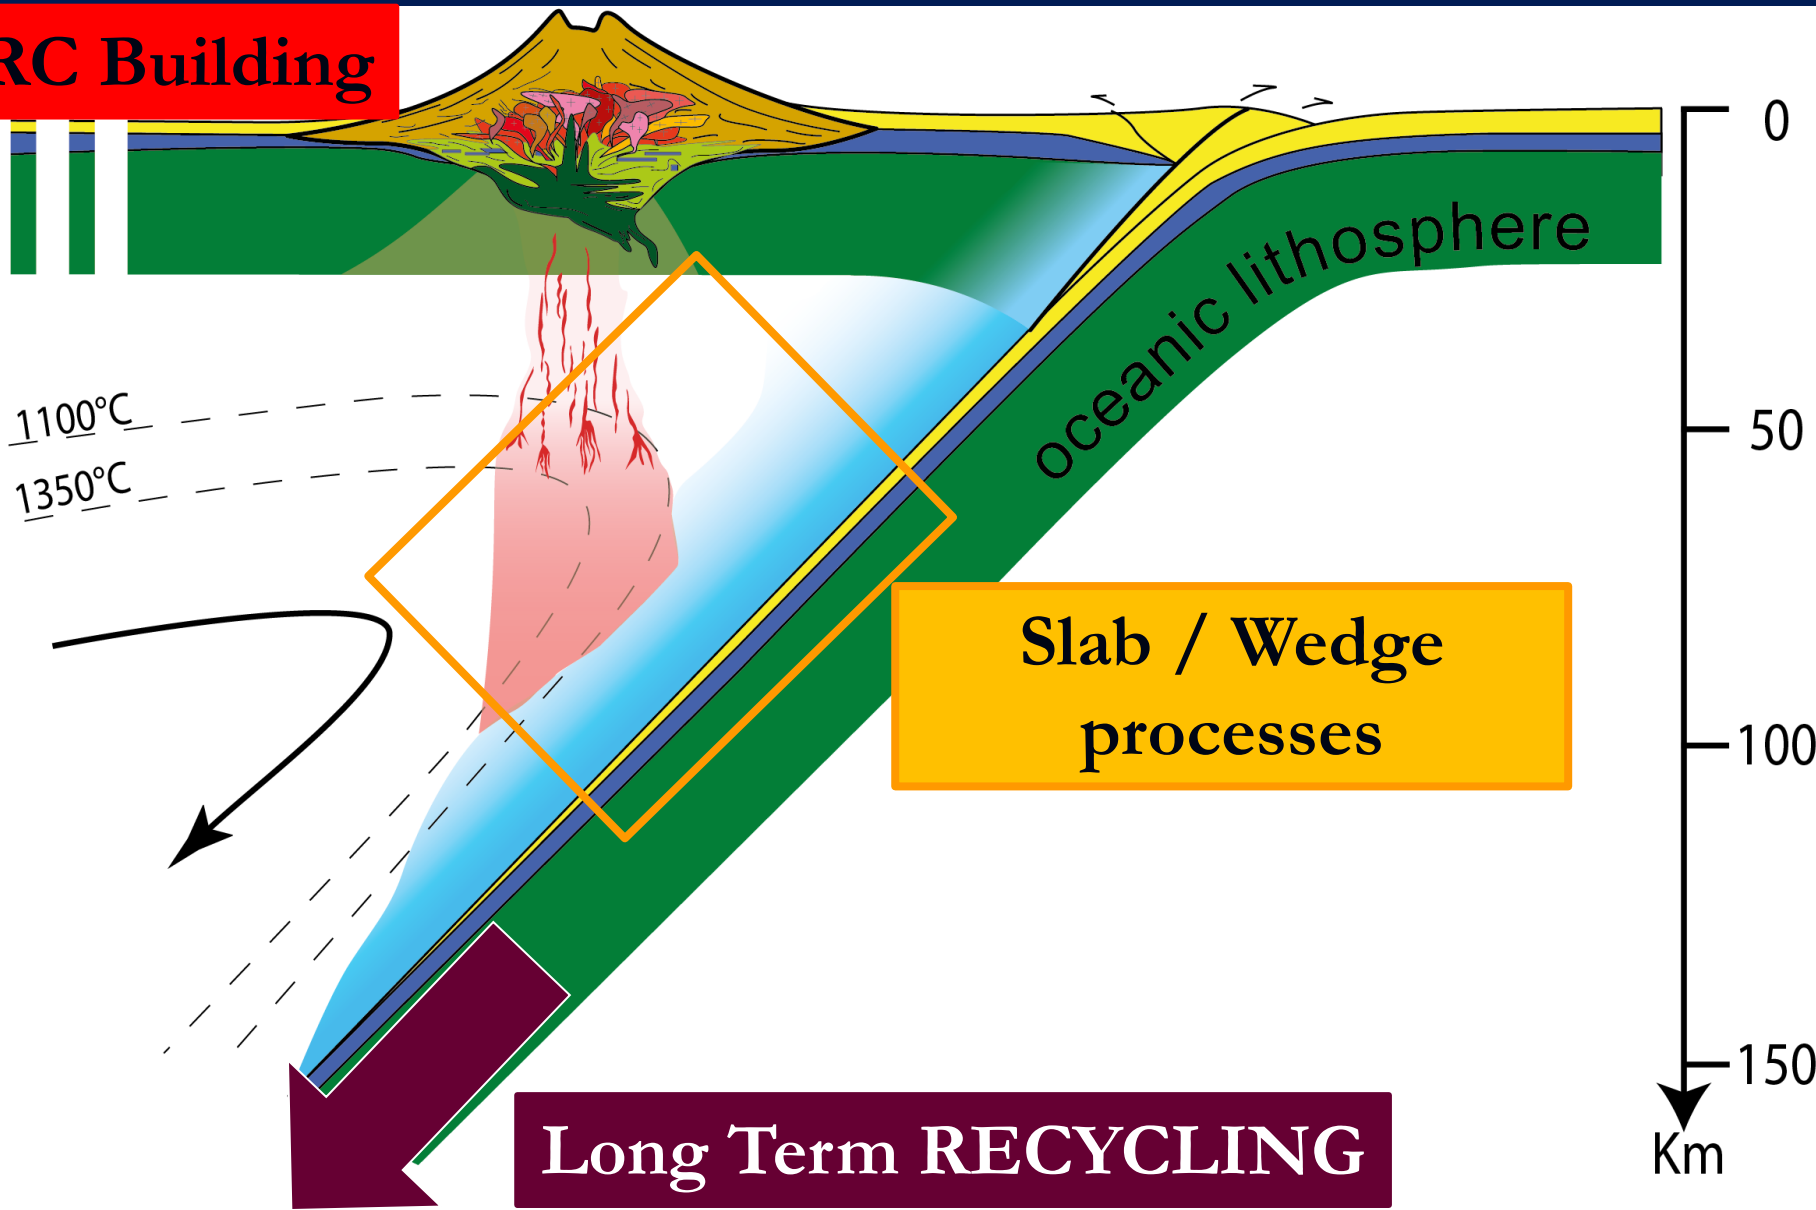 RC Building
0
oceanic lithosphere
1100°C
50
1350°C
Slab / Wedge
processes
100
150
Long Term RECYCLING
Km